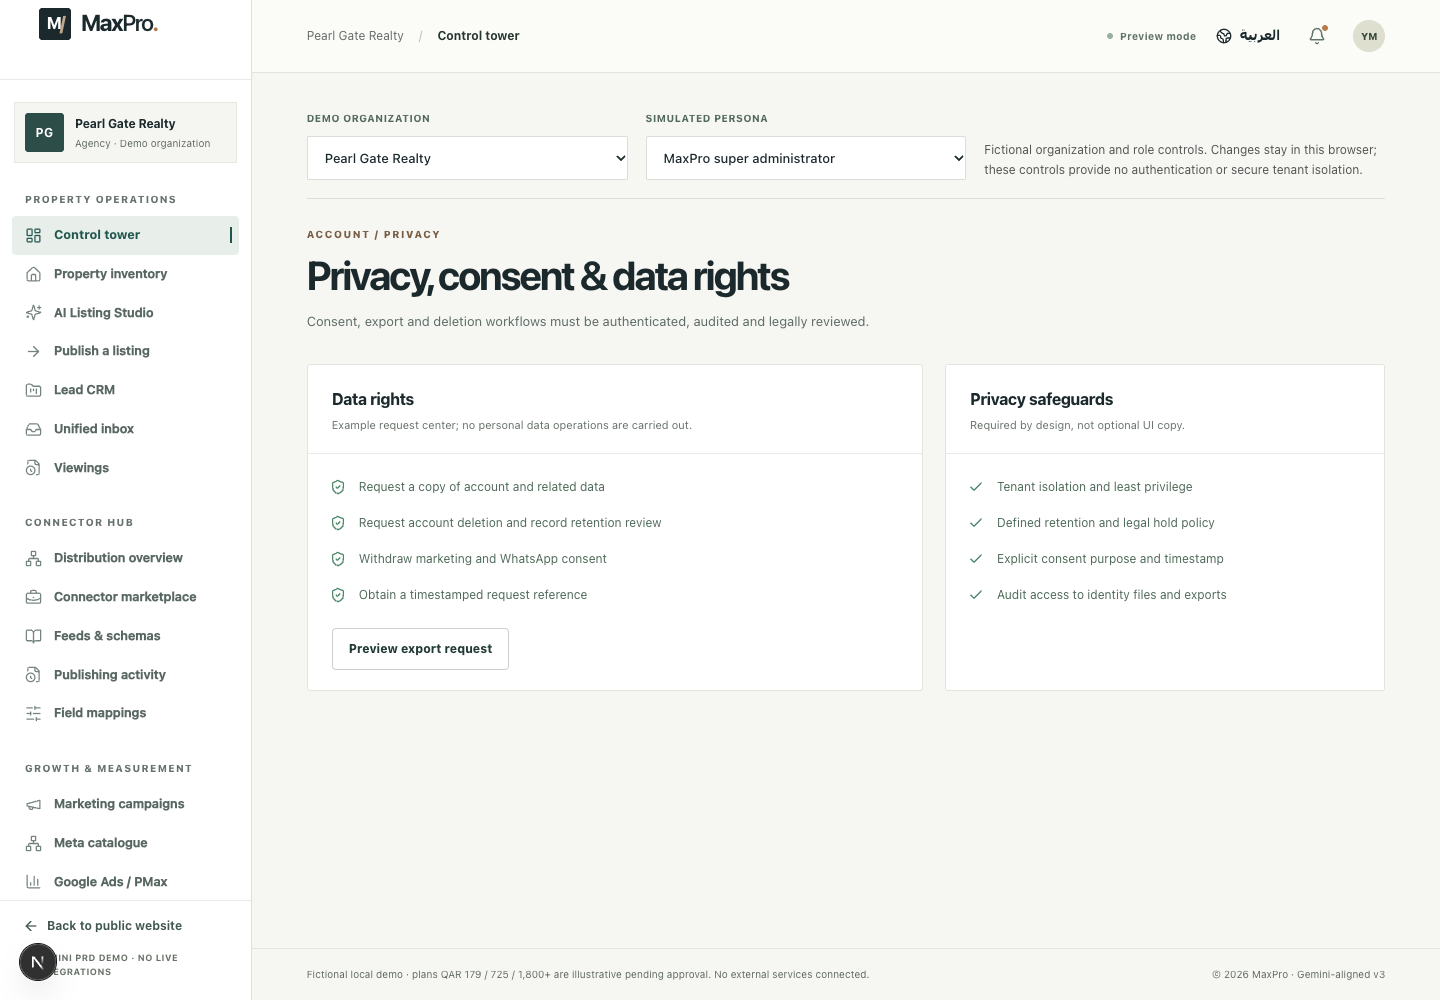 M/ MaxPro.
Pearl Gate Realty / Control tower
Preview mode
العربية
YM
PG
Pearl Gate Realty
Agency · Demo organization
PROPERTY OPERATIONS
Control tower
Property inventory
AI Listing Studio
Publish a listing
Lead CRM
Unified inbox
Viewings
CONNECTOR HUB
Distribution overview
Connector marketplace
Feeds & schemas
Publishing activity
Field mappings
GROWTH & MEASUREMENT
Marketing campaigns
Meta catalogue
Google Ads / PMax
Back to public website
INI PRD DEMO · NO LIVE
EGRATIONS
N
DEMO ORGANIZATION
Pearl Gate Realty
SIMULATED PERSONA
MaxPro super administrator
Fictional organization and role controls. Changes stay in this browser;
these controls provide no authentication or secure tenant isolation.
ACCOUNT / PRIVACY
Privacy, consent & data rights
Consent, export and deletion workflows must be authenticated, audited and legally reviewed.
Data rights
Example request center; no personal data operations are carried out.
Request a copy of account and related data
Request account deletion and record retention review
Withdraw marketing and WhatsApp consent
Obtain a timestamped request reference
Preview export request
Privacy safeguards
Required by design, not optional UI copy.
Tenant isolation and least privilege
Defined retention and legal hold policy
Explicit consent purpose and timestamp
Audit access to identity files and exports
Fictional local demo · plans QAR 179 / 725 / 1,800+ are illustrative pending approval. No external services connected.
© 2026 MaxPro · Gemini-aligned v3